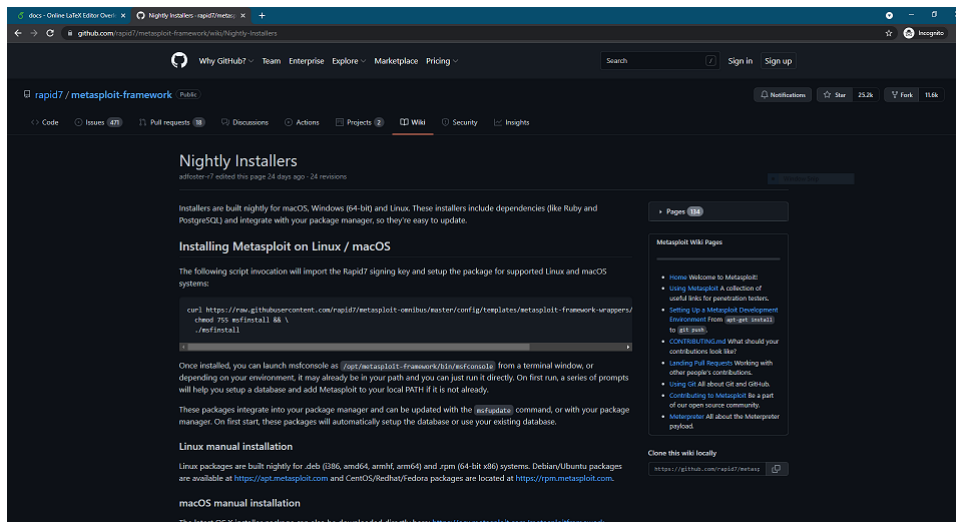 docs - Online LaTeX Editor Overl
Nightly Installers · rapid7/metasp
github.com/rapid7/metasploit-framework/wiki/Nightly-Installers
Incognito
Why GitHub?
Team
Enterprise
Explore
Marketplace
Pricing
Search
/
Sign in
Sign up
rapid7 / metasploit-framework
Public
Notifications
Star
25.2k
Fork
11.6k
Code
Issues 471
Pull requests 18
Discussions
Actions
Projects 2
Wiki
Security
Insights
Nightly Installers
adfoster-r7 edited this page 24 days ago · 24 revisions
Installers are built nightly for macOS, Windows (64-bit) and Linux. These installers include dependencies (like Ruby and
PostgreSQL) and integrate with your package manager, so they're easy to update.
Installing Metasploit on Linux / macOS
The following script invocation will import the Rapid7 signing key and setup the package for supported Linux and macOS
systems:
curl https://raw.githubusercontent.com/rapid7/metasploit-omnibus/master/config/templates/metasploit-framework-wrappers/
chmod 755 msfinstall && \
./msfinstall
Once installed, you can launch msfconsole as /opt/metasploit-framework/bin/msfconsole from a terminal window, or
depending on your environment, it may already be in your path and you can just run it directly. On first run, a series of prompts
will help you setup a database and add Metasploit to your local PATH if it is not already.
These packages integrate into your package manager and can be updated with the msfupdate command, or with your package
manager. On first start, these packages will automatically setup the database or use your existing database.
Linux manual installation
Linux packages are built nightly for .deb (i386, amd64, armhf, arm64) and .rpm (64-bit x86) systems. Debian/Ubuntu packages
are available at https://apt.metasploit.com and CentOS/Redhat/Fedora packages are located at https://rpm.metasploit.com.
macOS manual installation
Pages 134
Metasploit Wiki Pages
Home Welcome to Metasploit!
Using Metasploit A collection of
useful links for penetration testers.
Setting Up a Metasploit Development
Environment From apt-get install
to git push.
CONTRIBUTING.md What should your
contributions look like?
Landing Pull Requests Working with
other people's contributions.
Using Git All about Git and GitHub.
Contributing to Metasploit Be a part
of our open source community.
Meterpreter All about the Meterpreter
payload.
Clone this wiki locally
https://github.com/rapid7/metasp